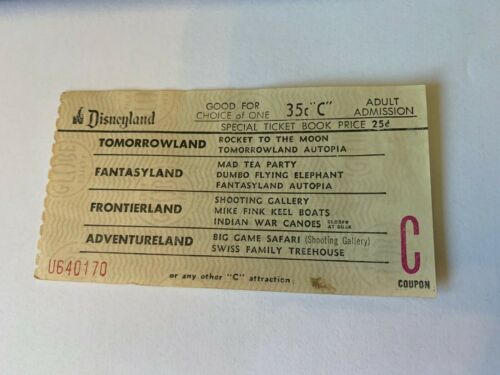 Disneyland
GOOD FOR
CHOICE of ONE
35¢ "C"
ADULT
ADMISSION
SPECIAL TICKET BOOK PRICE 25¢
TOMORROWLAND
ROCKET TO THE MOON
TOMORROWLAND AUTOPIA
FANTASYLAND
MAD TEA PARTY
DUMBO FLYING ELEPHANT
FANTASYLAND AUTOPIA
FRONTIERLAND
SHOOTING GALLERY
MIKE FINK KEEL BOATS
INDIAN WAR CANOES CLOSED AT DUSK
ADVENTURELAND
BIG GAME SAFARI (Shooting Gallery)
SWISS FAMILY TREEHOUSE
U640170
or any other "C" attraction.
C
COUPON
GLOBE